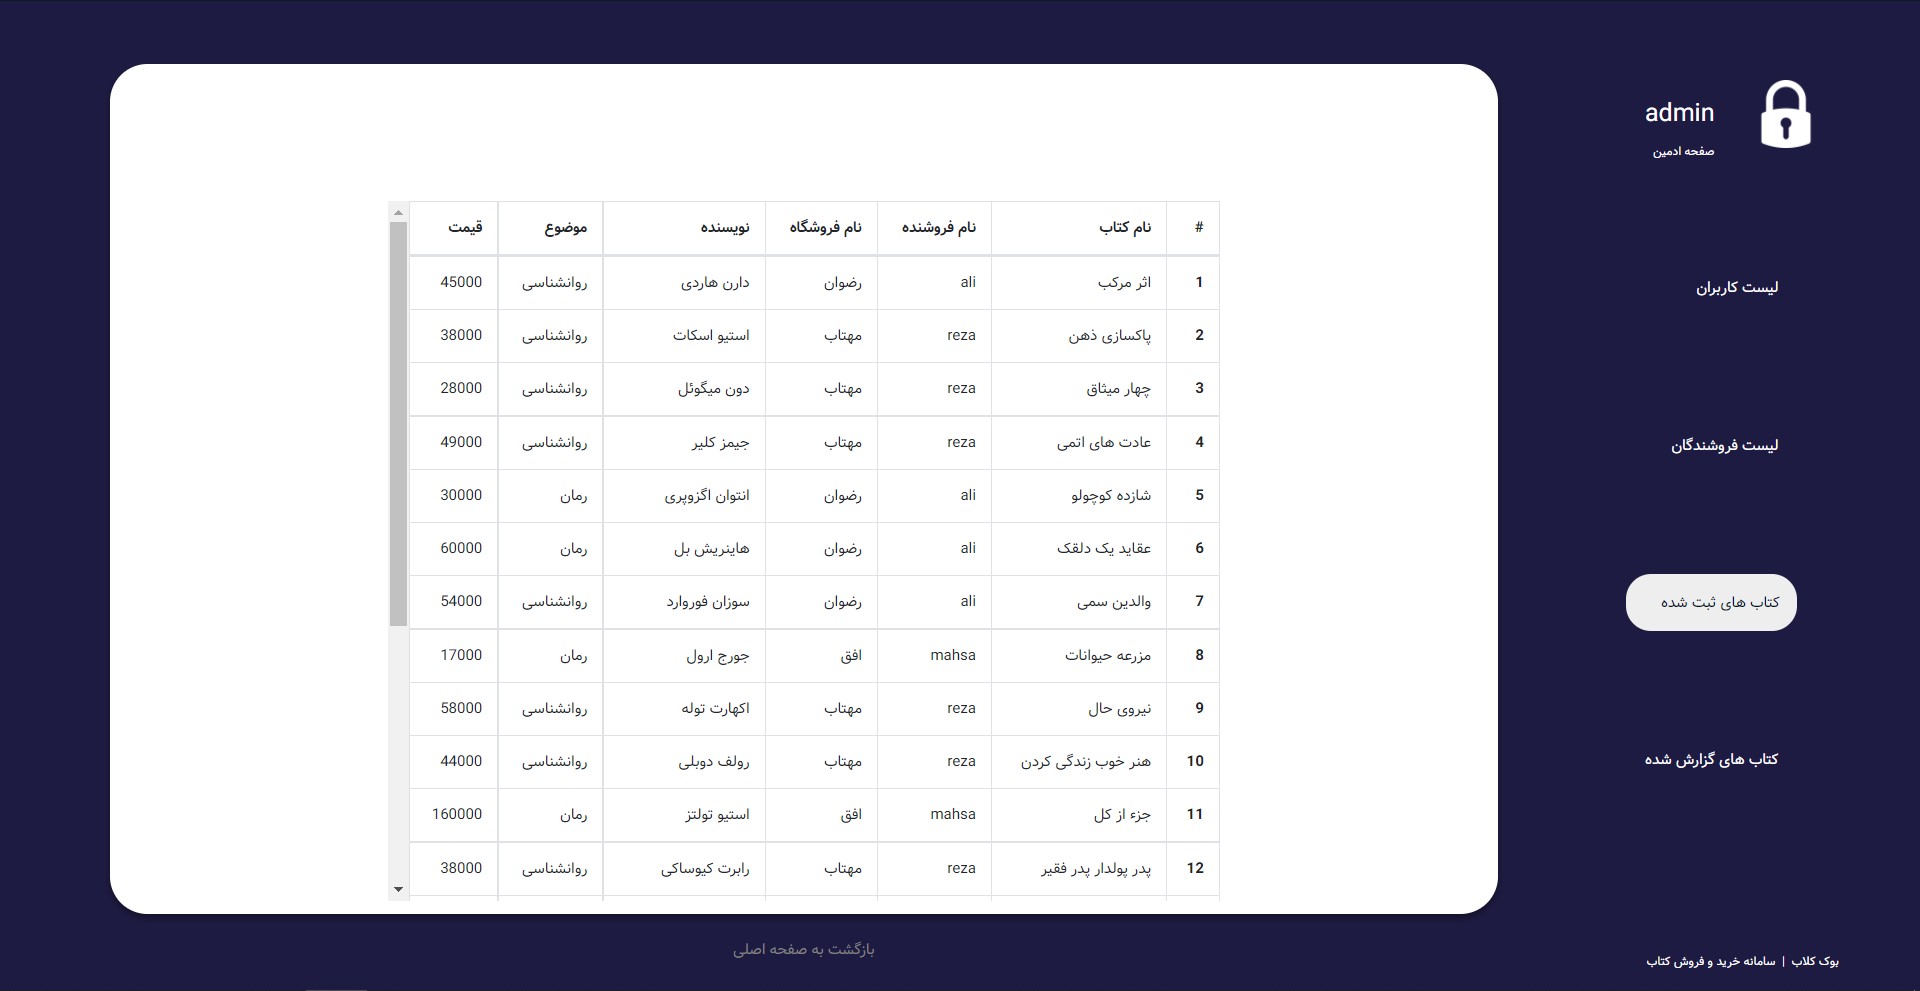 admin
صفحه ادمین
لیست کاربران
لیست فروشندگان
کتاب های ثبت شده
کتاب های گزارش شده
بوک کلاب | سامانه خرید و فروش کتاب
# نام کتاب نام فروشنده نام فروشگاه نویسنده موضوع قیمت
1 اثر مرکب ali رضوان دارن هاردی روانشناسی 45000
2 پاکسازی ذهن reza مهتاب استیو اسکات روانشناسی 38000
3 چهار میثاق reza مهتاب دون میگوئل روانشناسی 28000
4 عادت های اتمی reza مهتاب جیمز کلیر روانشناسی 49000
5 شازده کوچولو ali رضوان انتوان اگزوپری رمان 30000
6 عقاید یک دلقک ali رضوان هاینریش بل رمان 60000
7 والدین سمی ali رضوان سوزان فوروارد روانشناسی 54000
8 مزرعه حیوانات mahsa افق جورج ارول رمان 17000
9 نیروی حال reza مهتاب اکهارت توله روانشناسی 58000
10 هنر خوب زندگی کردن reza مهتاب رولف دوبلی روانشناسی 44000
11 جزء از کل mahsa افق استیو تولتز رمان 160000
12 پدر پولدار پدر فقیر reza مهتاب رابرت کیوساکی روانشناسی 38000
بازگشت به صفحه اصلی